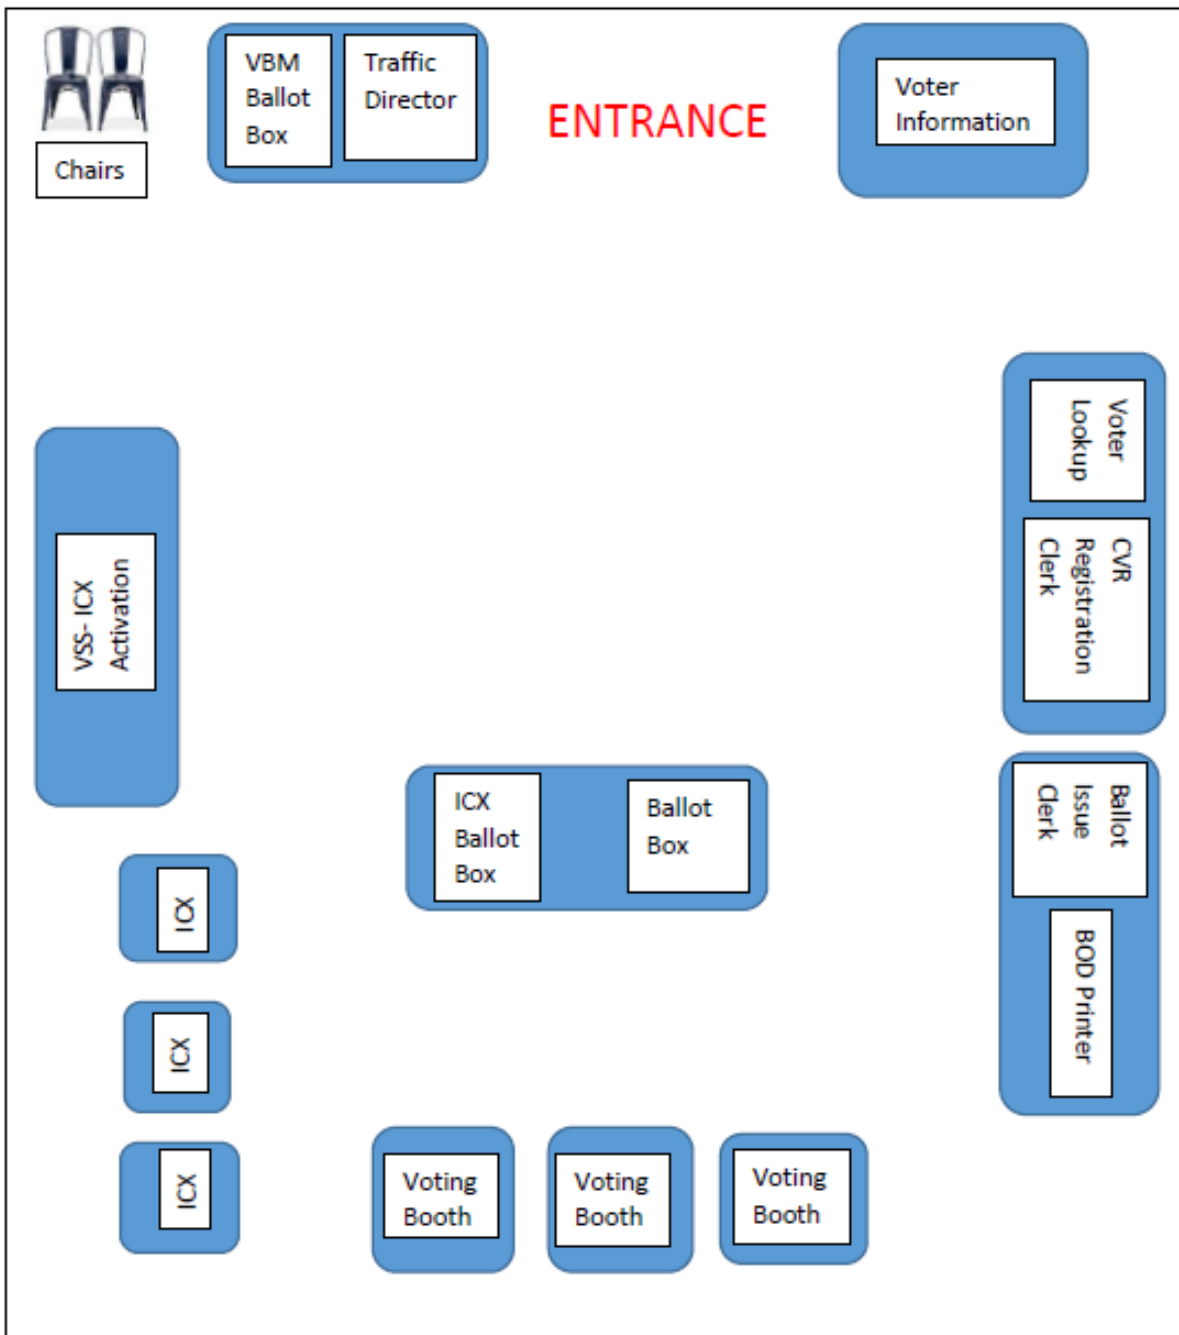 VBM
Ballot
Box
Traffic
Director
ENTRANCE
Voter
Information
Chairs
Voter
Lookup
CVR
Registration
Clerk
VSS- ICX
Activation
ICX
Ballot
Box
Ballot
Box
Ballot
Issue
Clerk
BOD Printer
ICX
ICX
ICX
Voting
Booth
Voting
Booth
Voting
Booth